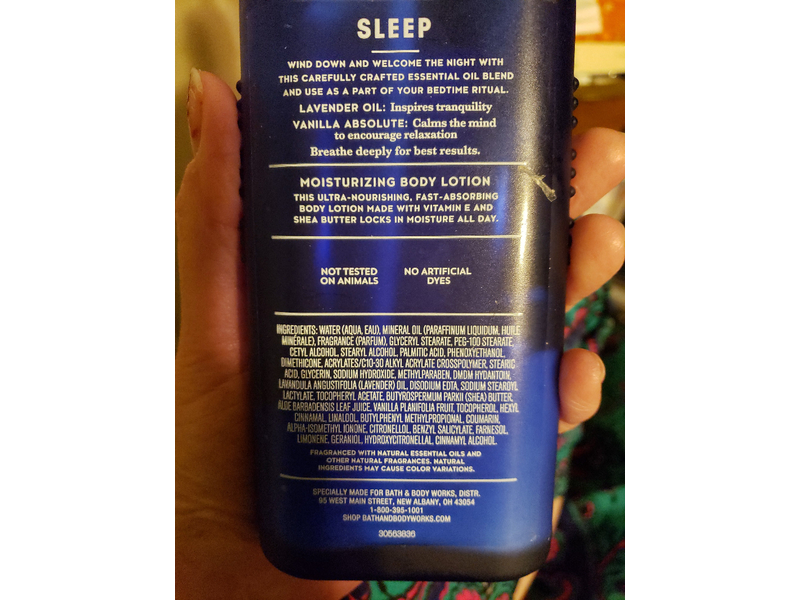 SLEEP
WIND DOWN AND WELCOME THE NIGHT WITH
THIS CAREFULLY CRAFTED ESSENTIAL OIL BLEND
AND USE AS A PART OF YOUR BEDTIME RITUAL.
LAVENDER OIL: Inspires tranquility
VANILLA ABSOLUTE: Calms the mind
to encourage relaxation
Breathe deeply for best results.
MOISTURIZING BODY LOTION
THIS ULTRA-NOURISHING, FAST-ABSORBING
BODY LOTION MADE WITH VITAMIN E AND
SHEA BUTTER LOCKS IN MOISTURE ALL DAY.
NOT TESTED
ON ANIMALS
NO ARTIFICIAL
DYES
INGREDIENTS: WATER (AQUA, EAU), MINERAL OIL (PARAFFINUM LIQUIDUM, HUILE
MINÉRALE), FRAGRANCE (PARFUM), GLYCERYL STEARATE, PEG-100 STEARATE,
CETYL ALCOHOL, STEARYL ALCOHOL, PALMITIC ACID, PHENOXYETHANOL,
DIMETHICONE, ACRYLATES/C10-30 ALKYL ACRYLATE CROSSPOLYMER, STEARIC
ACID, GLYCERIN, SODIUM HYDROXIDE, METHYLPARABEN, DMDM HYDANTOIN,
LAVANDULA ANGUSTIFOLIA (LAVENDER) OIL, DISODIUM EDTA, SODIUM STEAROYL
LACTYLATE, TOCOPHERYL ACETATE, BUTYROSPERMUM PARKII (SHEA) BUTTER,
ALOE BARBADENSIS LEAF JUICE, VANILLA PLANIFOLIA FRUIT, TOCOPHEROL, HEXYL
CINNAMAL, LINALOOL, BUTYLPHENYL METHYLPROPIONAL, COUMARIN,
ALPHA-ISOMETHYL IONONE, CITRONELLOL, BENZYL SALICYLATE, FARNESOL,
LIMONENE, GERANIOL, HYDROXYCITRONELLAL, CINNAMYL ALCOHOL.
FRAGRANCED WITH NATURAL ESSENTIAL OILS AND
OTHER NATURAL FRAGRANCES. NATURAL
INGREDIENTS MAY CAUSE COLOR VARIATIONS.
SPECIALLY MADE FOR BATH & BODY WORKS, DISTR.
95 WEST MAIN STREET, NEW ALBANY, OH 43054
1-800-395-1001
SHOP BATHANDBODYWORKS.COM
30563836